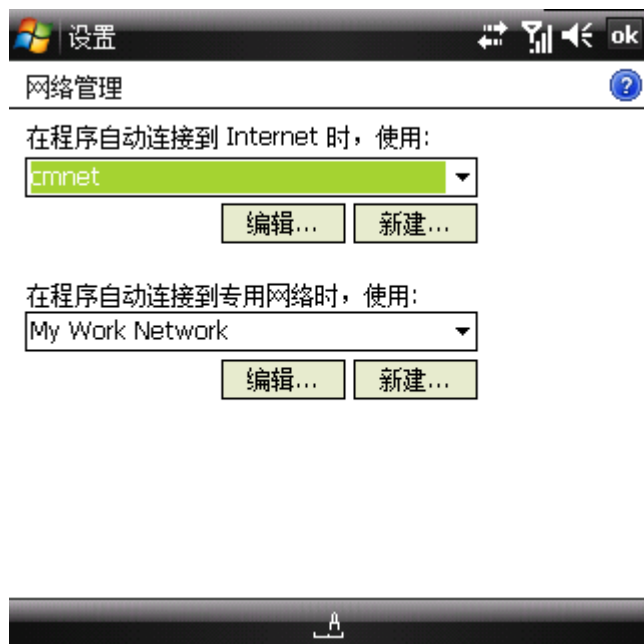 设置
ok
网络管理
?
在程序自动连接到 Internet 时，使用:
cmnet
编辑... 新建...
在程序自动连接到专用网络时，使用:
My Work Network
编辑... 新建...
A